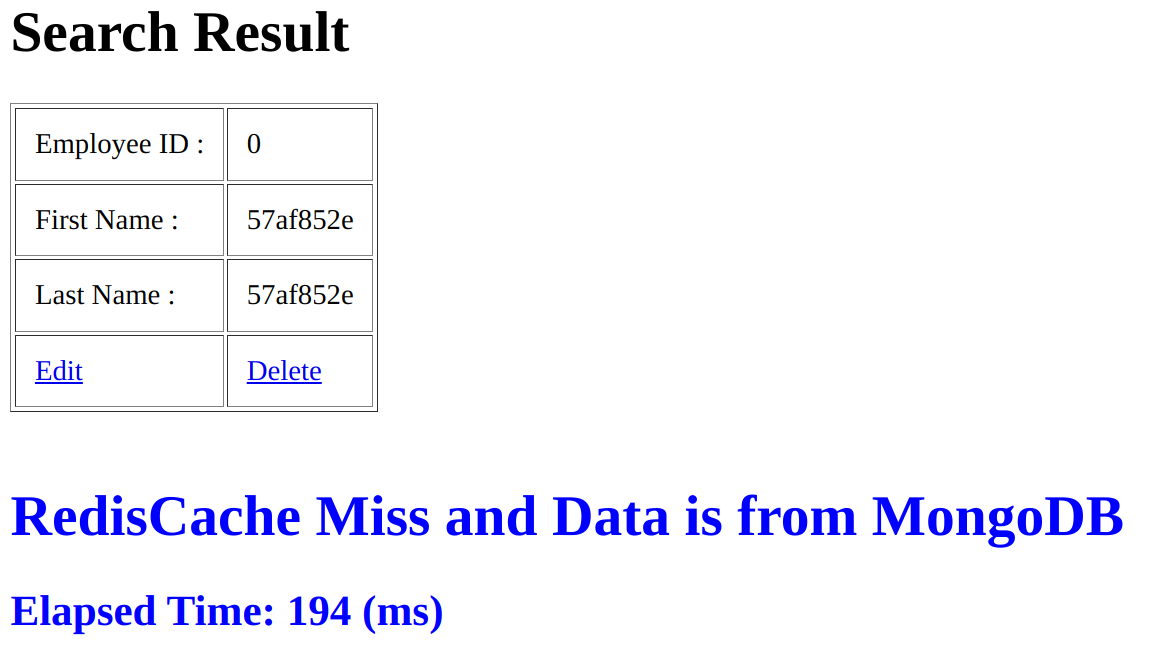 Search Result
Employee ID : 0
First Name : 57af852e
Last Name : 57af852e
Edit Delete
RedisCache Miss and Data is from MongoDB
Elapsed Time: 194 (ms)